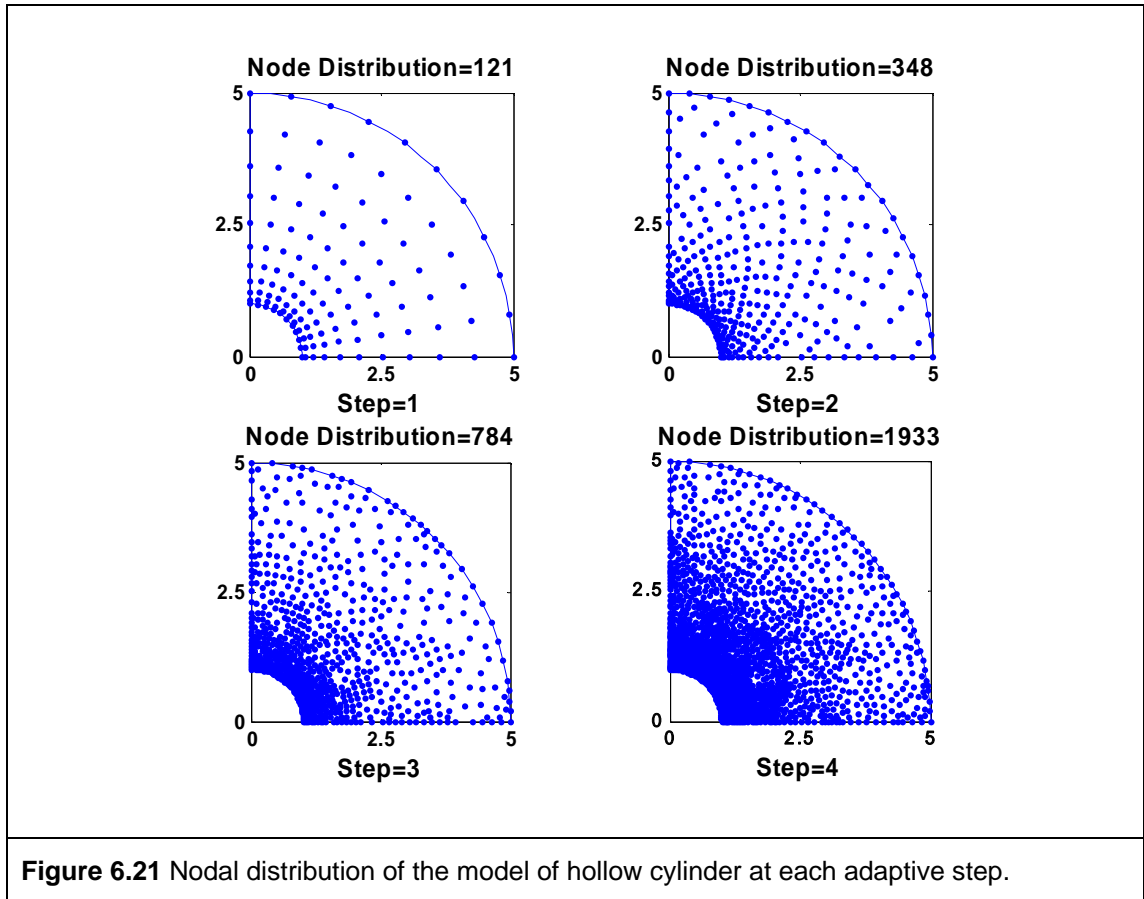 Node Distribution=121
5
2.5
0
0 2.5 5
Step=1
Node Distribution=348
5
2.5
0
0 2.5 5
Step=2
Node Distribution=784
5
2.5
0
0 2.5 5
Step=3
Node Distribution=1933
5
2.5
0
0 2.5 5
Step=4
Figure 6.21 Nodal distribution of the model of hollow cylinder at each adaptive step.